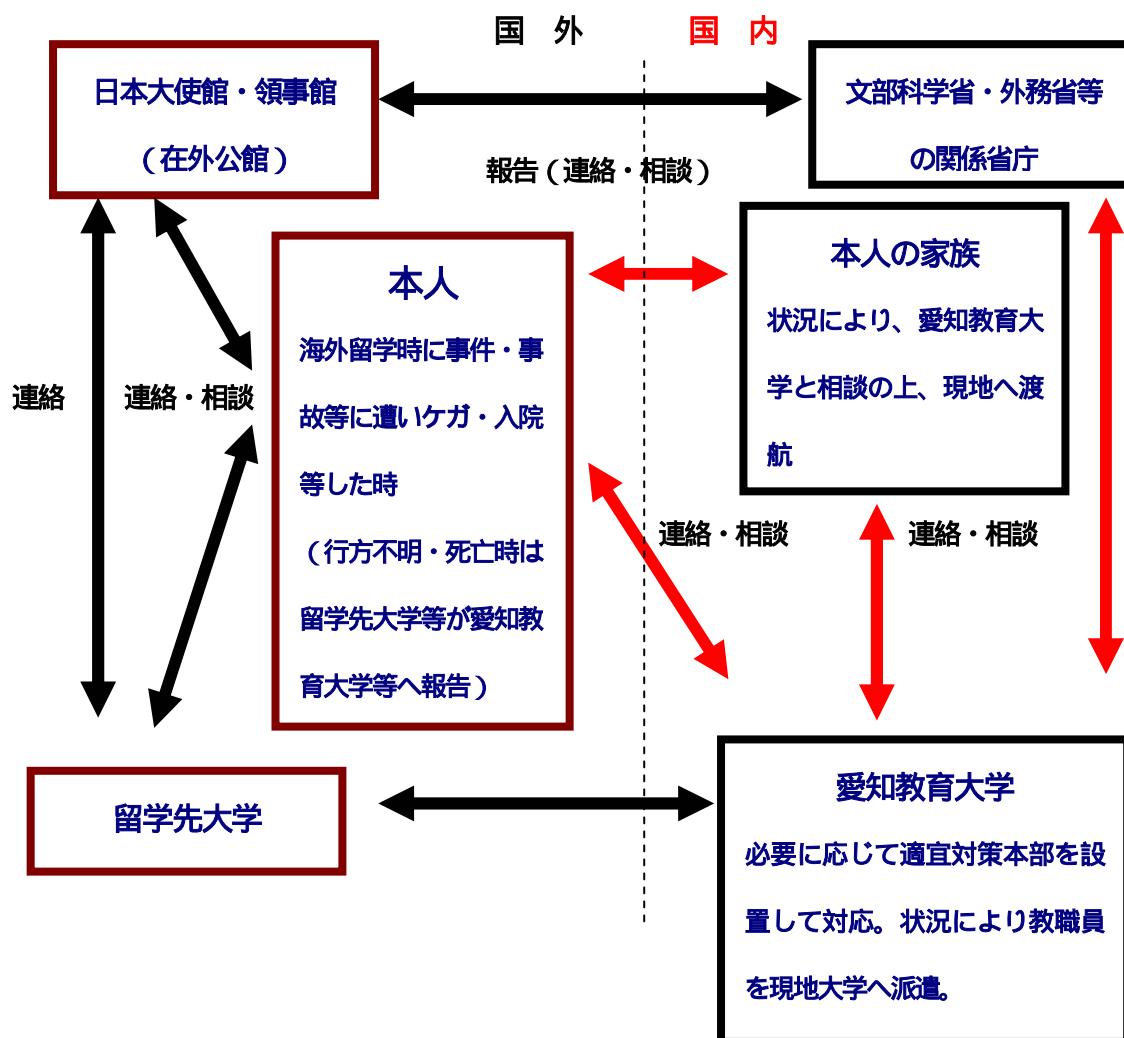 国 外 国 内
日本大使館・領事館
（在外公館）
文部科学省・外務省等
の関係省庁
報告（連絡・相談）
本人
海外留学時に事件・事
故等に遭いケガ・入院
等した時
（行方不明・死亡時は
留学先大学等が愛知教
育大学等へ報告）
本人の家族
状況により、愛知教育大
学と相談の上、現地へ渡
航
連絡
連絡・相談
連絡・相談
連絡・相談
留学先大学
愛知教育大学
必要に応じて適宜対策本部を設
置して対応。状況により教職員
を現地大学へ派遣。